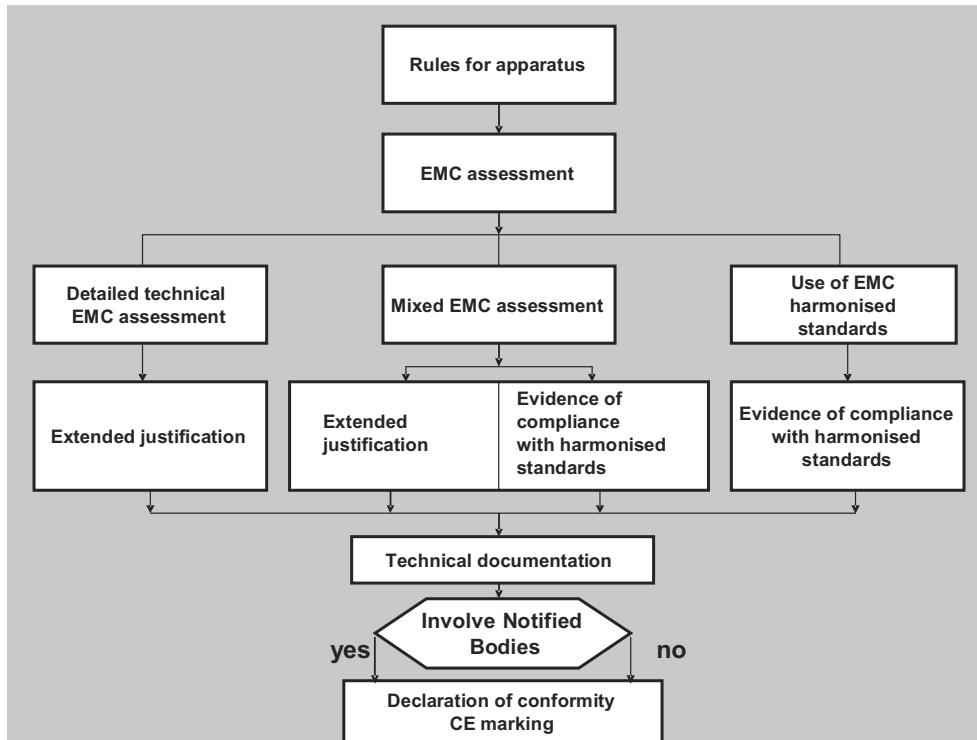 Rules for apparatus
EMC assessment
Detailed technical
EMC assessment
Mixed EMC assessment
Use of EMC
harmonised
standards
Extended justification
Extended
justification
Evidence of
compliance
with harmonised
standards
Evidence of compliance
with harmonised
standards
Technical documentation
Involve Notified
Bodies
yes
no
Declaration of conformity
CE marking